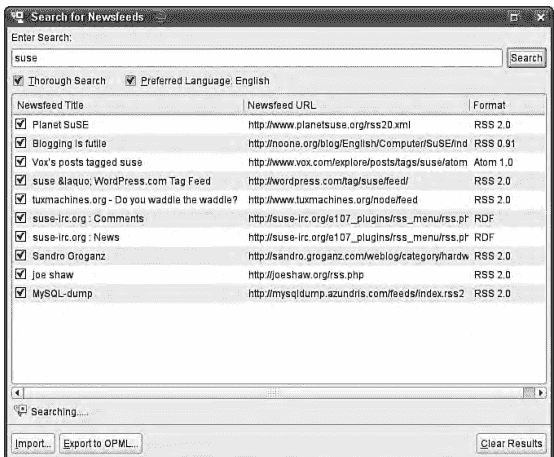 Search for Newsfeeds
Enter Search:
suse
Search
Thorough Search Preferred Language: English
Newsfeed Title Newsfeed URL Format
Planet SuSE http://www.planetsuse.org/rss20.xml RSS 2.0
Blogging is futile http://noone.org/blog/English/Computer/SuSE/ind RSS 0.91
Vox's posts tagged suse http://www.vox.com/explore/posts/tags/suse/atom Atom 1.0
suse &laquo; WordPress.com Tag Feed http://wordpress.com/tag/suse/feed/ RSS 2.0
tuxmachines.org - Do you waddle the waddle? http://www.tuxmachines.org/node/feed RSS 2.0
suse-irc.org : Comments http://suse-irc.org/e107_plugins/rss_menu/rss.ph RDF
suse-irc.org : News http://suse-irc.org/e107_plugins/rss_menu/rss.ph RDF
Sandro Groganz http://sandro.groganz.com/weblog/category/hardw RSS 2.0
joe shaw http://joeshaw.org/rss.php RSS 2.0
MySQL-dump http://mysqldump.azundris.com/feeds/index.rss2 RSS 2.0
Searching.....
Import... Export to OPML... Clear Results